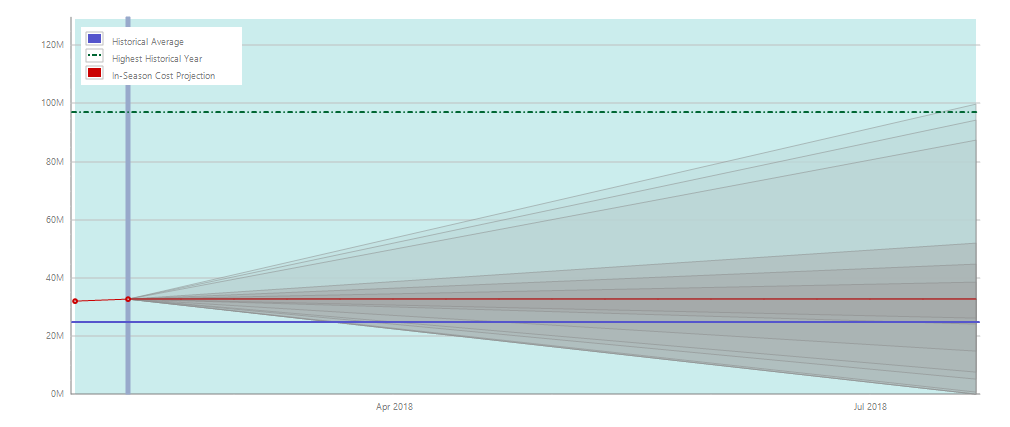 Historical Average
Highest Historical Year
In-Season Cost Projection
120M
100M
80M
60M
40M
20M
0M
Apr 2018
Jul 2018